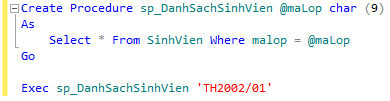 Create Procedure sp_DanhSachSinhVien @maLop char (9)
As
Select * From SinhVien Where malop = @maLop
Go
Exec sp_DanhSachSinhVien 'TH2002/01'